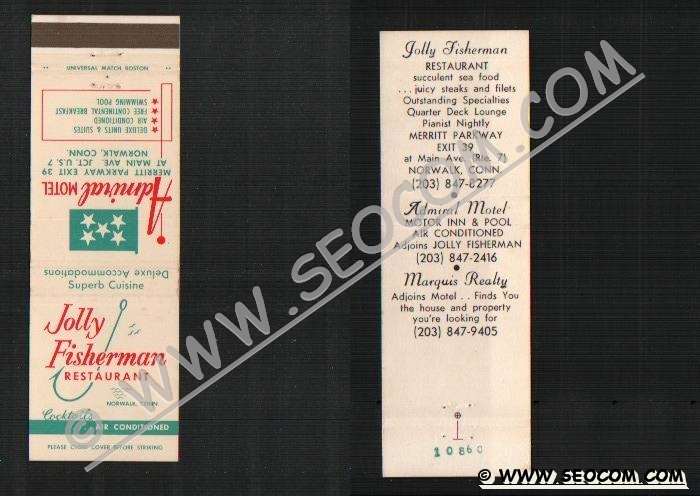 UNIVERSAL MATCH BOSTON
★ DELUXE UNITS & SUITES
★ AIR CONDITIONED
★ FREE CONTINENTAL BREAKFAST
★ SWIMMING POOL
Admiral MOTEL
MERRITT PARKWAY EXIT 39
AT MAIN AVE. JCT. U.S. 7
NORWALK, CONN.
Deluxe Accommodations
Superb Cuisine
Jolly
Fisherman
RESTAURANT
NORWALK, CONN.
Cocktails
AIR CONDITIONED
PLEASE CLOSE COVER BEFORE STRIKING
Jolly Fisherman
RESTAURANT
succulent sea food
. . . juicy steaks and filets
Outstanding Specialties
Quarter Deck Lounge
Pianist Nightly
MERRITT PARKWAY
EXIT 39
at Main Ave. (Rte. 7)
NORWALK, CONN.
(203) 847-8277
Admiral Motel
MOTOR INN & POOL
AIR CONDITIONED
Adjoins JOLLY FISHERMAN
(203) 847-2416
Marquis Realty
Adjoins Motel . . Finds You
the house and property
you're looking for
(203) 847-9405
10860
© WWW.SEOCOM.COM
© WWW.SEOCOM.COM